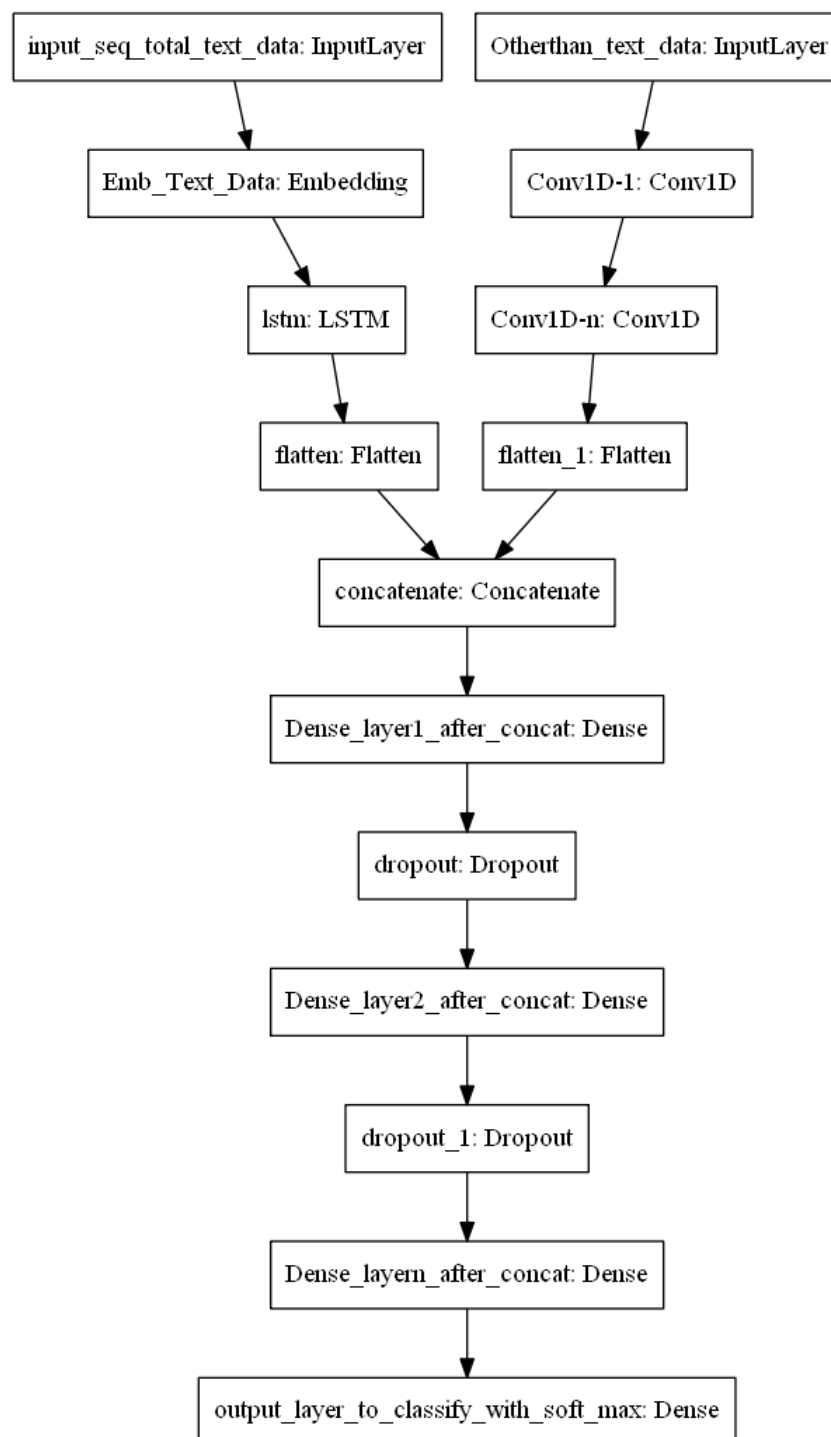 input_seq_total_text_data: InputLayer
Otherthan_text_data: InputLayer
Emb_Text_Data: Embedding
Conv1D-1: Conv1D
lstm: LSTM
Conv1D-n: Conv1D
flatten: Flatten
flatten_1: Flatten
concatenate: Concatenate
Dense_layer1_after_concat: Dense
dropout: Dropout
Dense_layer2_after_concat: Dense
dropout_1: Dropout
Dense_layern_after_concat: Dense
output_layer_to_classify_with_soft_max: Dense